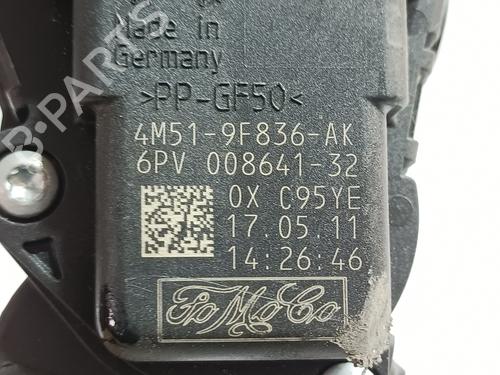 Made in
Germany
>PP-GF50<
4M51-9F836-AK
6PV 008641-32
0X C95YE
17.05.11
14:26:46
FoMoCo
B-PARTS